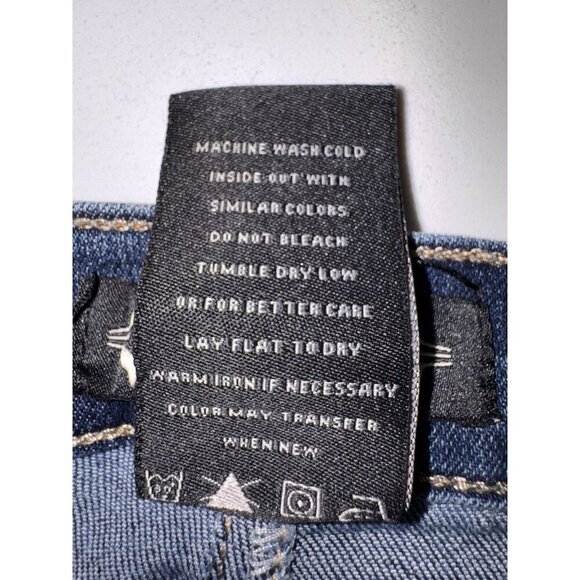 MACHINE WASH COLD
INSIDE OUT WITH
SIMILAR COLORS
DO NOT BLEACH
TUMBLE DRY LOW
OR FOR BETTER CARE
LAY FLAT TO DRY
WARM IRON IF NECESSARY
COLOR MAY TRANSFER
WHEN NEW